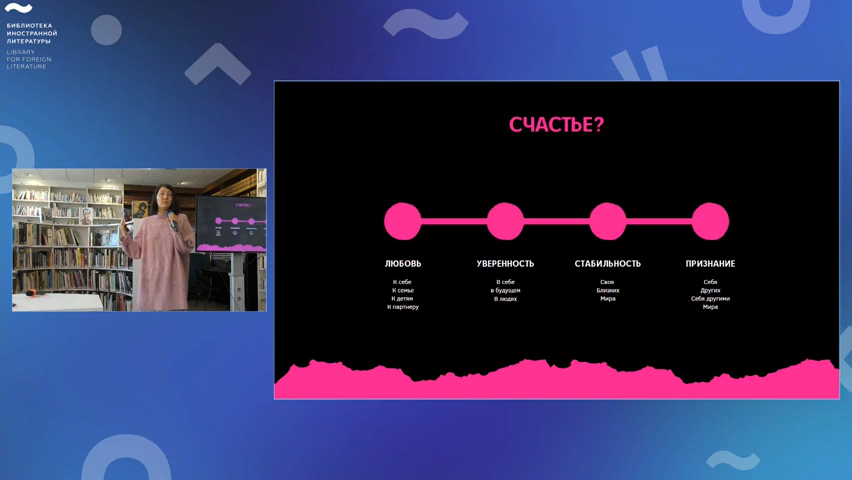 БИБЛИОТЕКА
ИНОСТРАННОЙ
ЛИТЕРАТУРЫ
LIBRARY
FOR FOREIGN
LITERATURE
СЧАСТЬЕ?
ЛЮБОВЬ
К себе
К семье
К детям
К партнеру
УВЕРЕННОСТЬ
В себе
в будущем
В людях
СТАБИЛЬНОСТЬ
Своя
Близких
Мира
ПРИЗНАНИЕ
Себя
Других
Себя другими
Мира